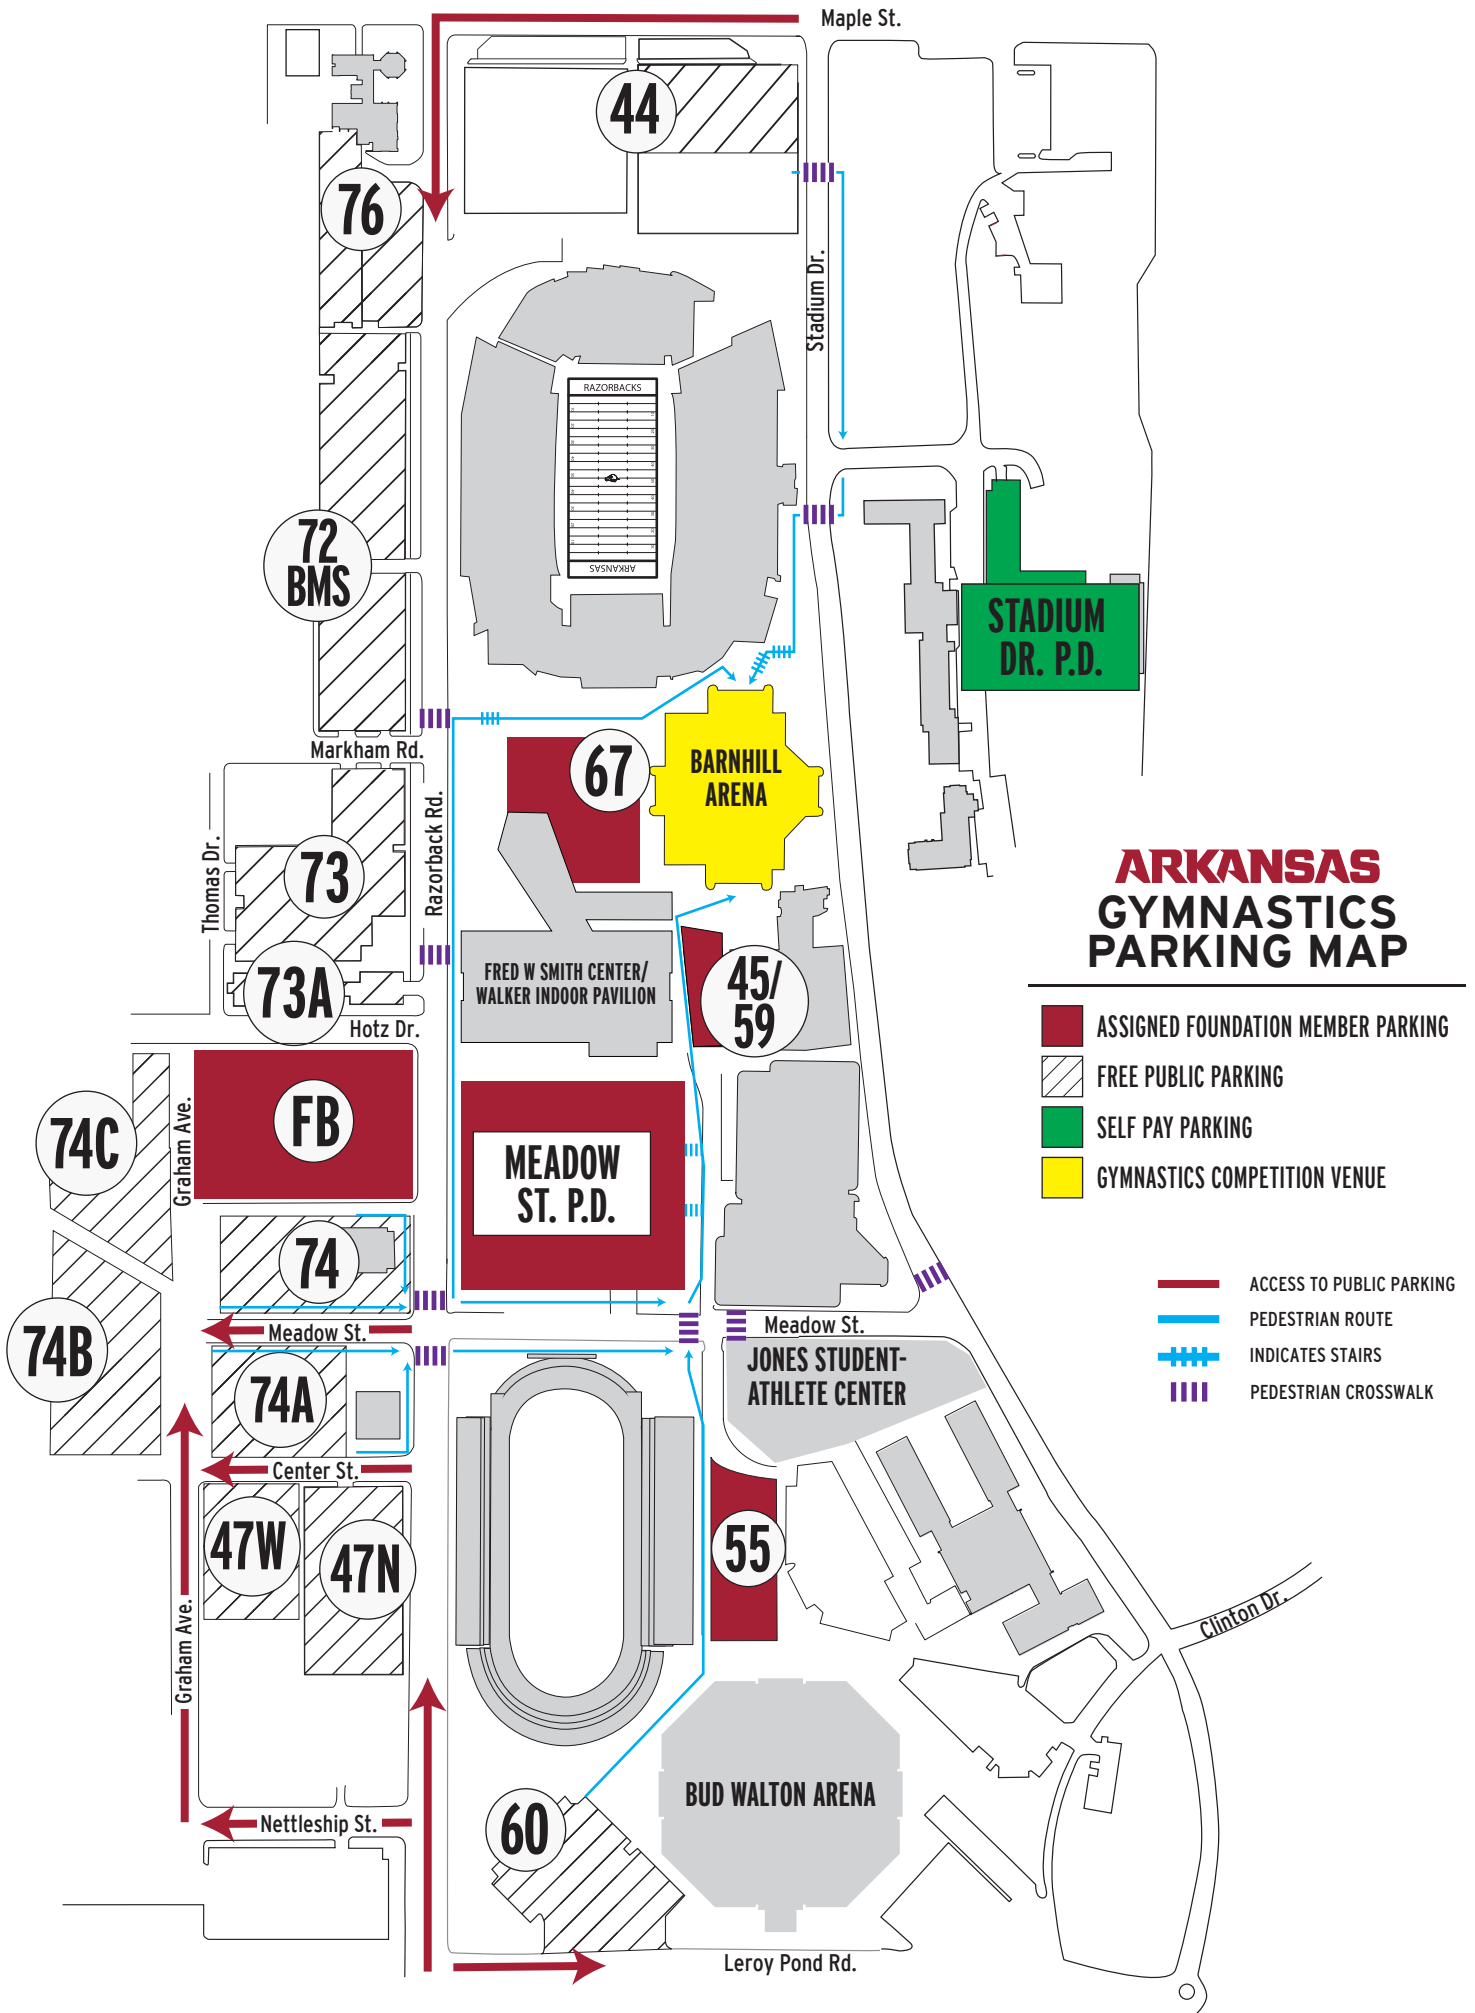 Maple St.
44
76
Stadium Dr.
RAZORBACKS
ARKANSAS
72
BMS
STADIUM
DR. P.D.
Markham Rd.
67
BARNHILL
ARENA
Razorback Rd.
Thomas Dr.
73
ARKANSAS
GYMNASTICS
PARKING MAP
73A
FRED W SMITH CENTER/
WALKER INDOOR PAVILION
45/
59
Hotz Dr.
ASSIGNED FOUNDATION MEMBER PARKING
FREE PUBLIC PARKING
SELF PAY PARKING
GYMNASTICS COMPETITION VENUE
74C
Graham Ave.
FB
MEADOW
ST. P.D.
74
74B
Meadow St.
Meadow St.
ACCESS TO PUBLIC PARKING
PEDESTRIAN ROUTE
INDICATES STAIRS
PEDESTRIAN CROSSWALK
JONES STUDENT-
ATHLETE CENTER
74A
Center St.
47W
47N
55
Graham Ave.
Clinton Dr.
60
BUD WALTON ARENA
Nettleship St.
Leroy Pond Rd.